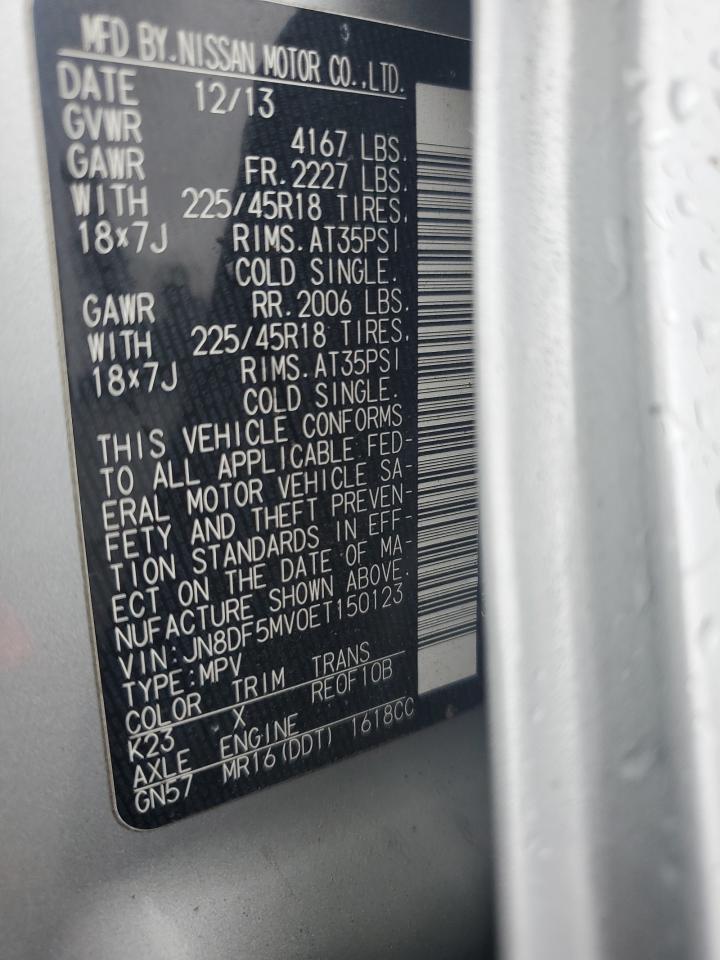 MFD BY.NISSAN MOTOR CO.,LTD.
DATE 12/13
GVWR 4167 LBS.
GAWR FR.2227 LBS.
WITH 225/45R18 TIRES,
18x7J RIMS.AT35PSI
COLD SINGLE.
GAWR RR.2006 LBS.
WITH 225/45R18 TIRES,
18x7J RIMS.AT35PSI
COLD SINGLE.
THIS VEHICLE CONFORMS
TO ALL APPLICABLE FED-
ERAL MOTOR VEHICLE SA-
FETY AND THEFT PREVEN-
TION STANDARDS IN EFF-
ECT ON THE DATE OF MA-
NUFACTURE SHOWN ABOVE.
VIN:JN8DF5MV0ET150123
TYPE:MPV
COLOR TRIM TRANS
K23 X RE0F10B
AXLE ENGINE
GN57 MR16(DDT) 1618CC